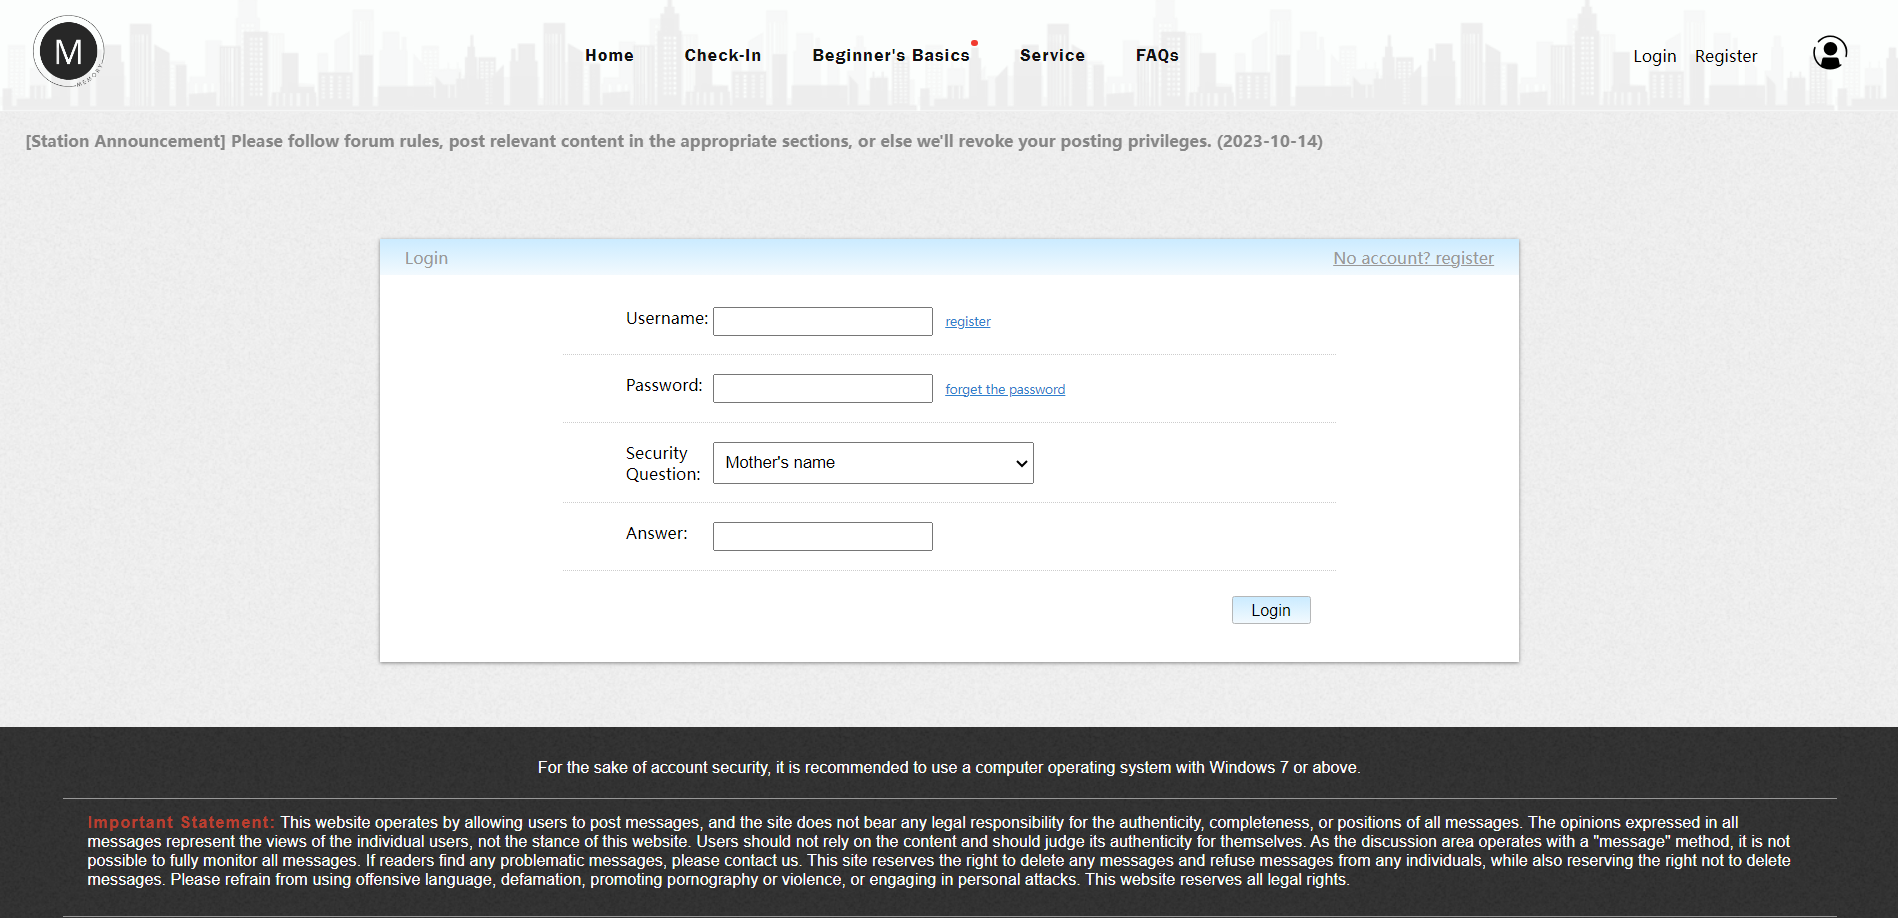 M
MEMORY
Home Check-In Beginner's Basics Service FAQs
Login Register
[Station Announcement] Please follow forum rules, post relevant content in the appropriate sections, or else we'll revoke your posting privileges. (2023-10-14)
Login No account? register
Username: register
Password: forget the password
Security
Question: Mother's name
Answer:
Login
For the sake of account security, it is recommended to use a computer operating system with Windows 7 or above.
Important Statement: This website operates by allowing users to post messages, and the site does not bear any legal responsibility for the authenticity, completeness, or positions of all messages. The opinions expressed in all
messages represent the views of the individual users, not the stance of this website. Users should not rely on the content and should judge its authenticity for themselves. As the discussion area operates with a "message" method, it is not
possible to fully monitor all messages. If readers find any problematic messages, please contact us. This site reserves the right to delete any messages and refuse messages from any individuals, while also reserving the right not to delete
messages. Please refrain from using offensive language, defamation, promoting pornography or violence, or engaging in personal attacks. This website reserves all legal rights.